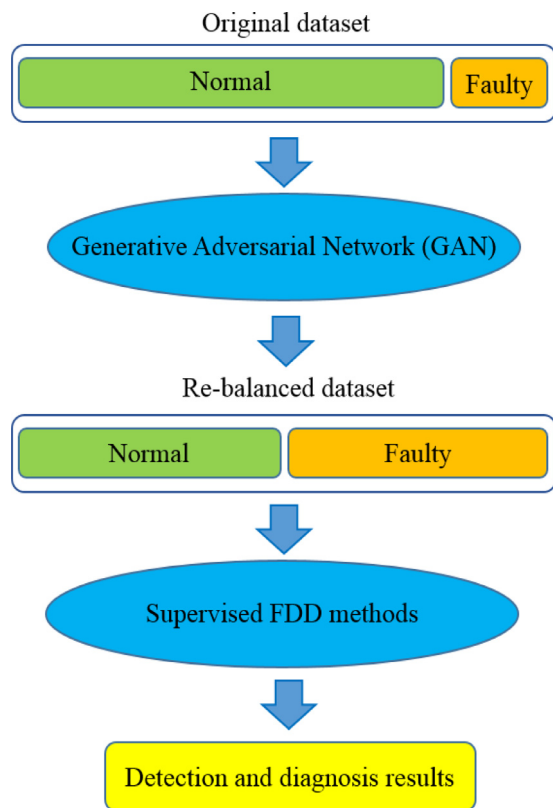 Original dataset
Normal Faulty
Generative Adversarial Network (GAN)
Re-balanced dataset
Normal Faulty
Supervised FDD methods
Detection and diagnosis results